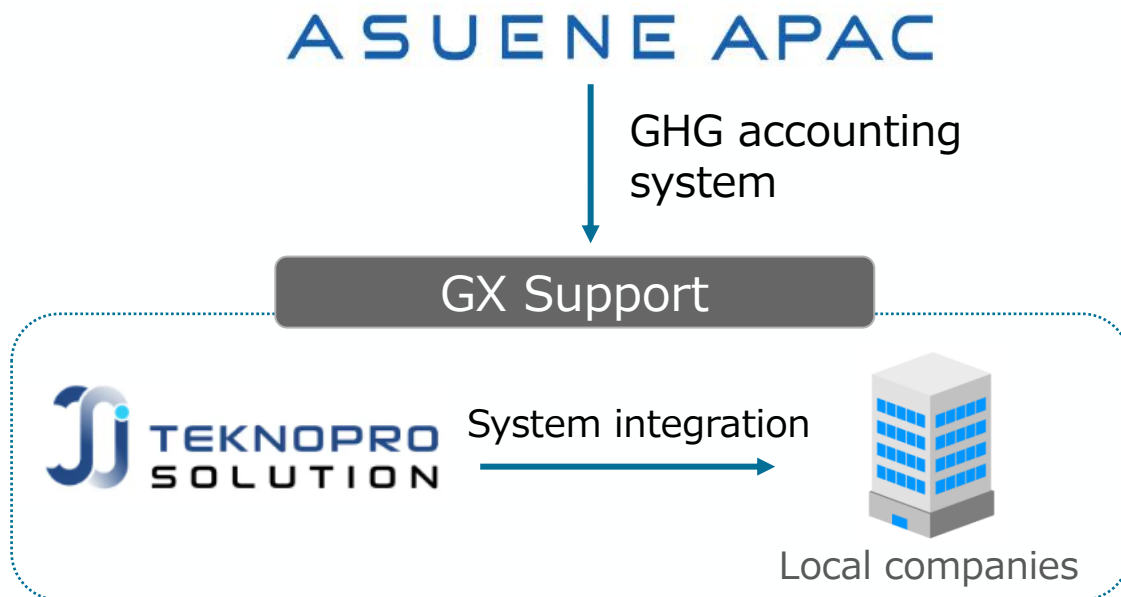 ASUENE APAC
GHG accounting
system
GX Support
TEKNOPRO
SOLUTION
System integration
Local companies